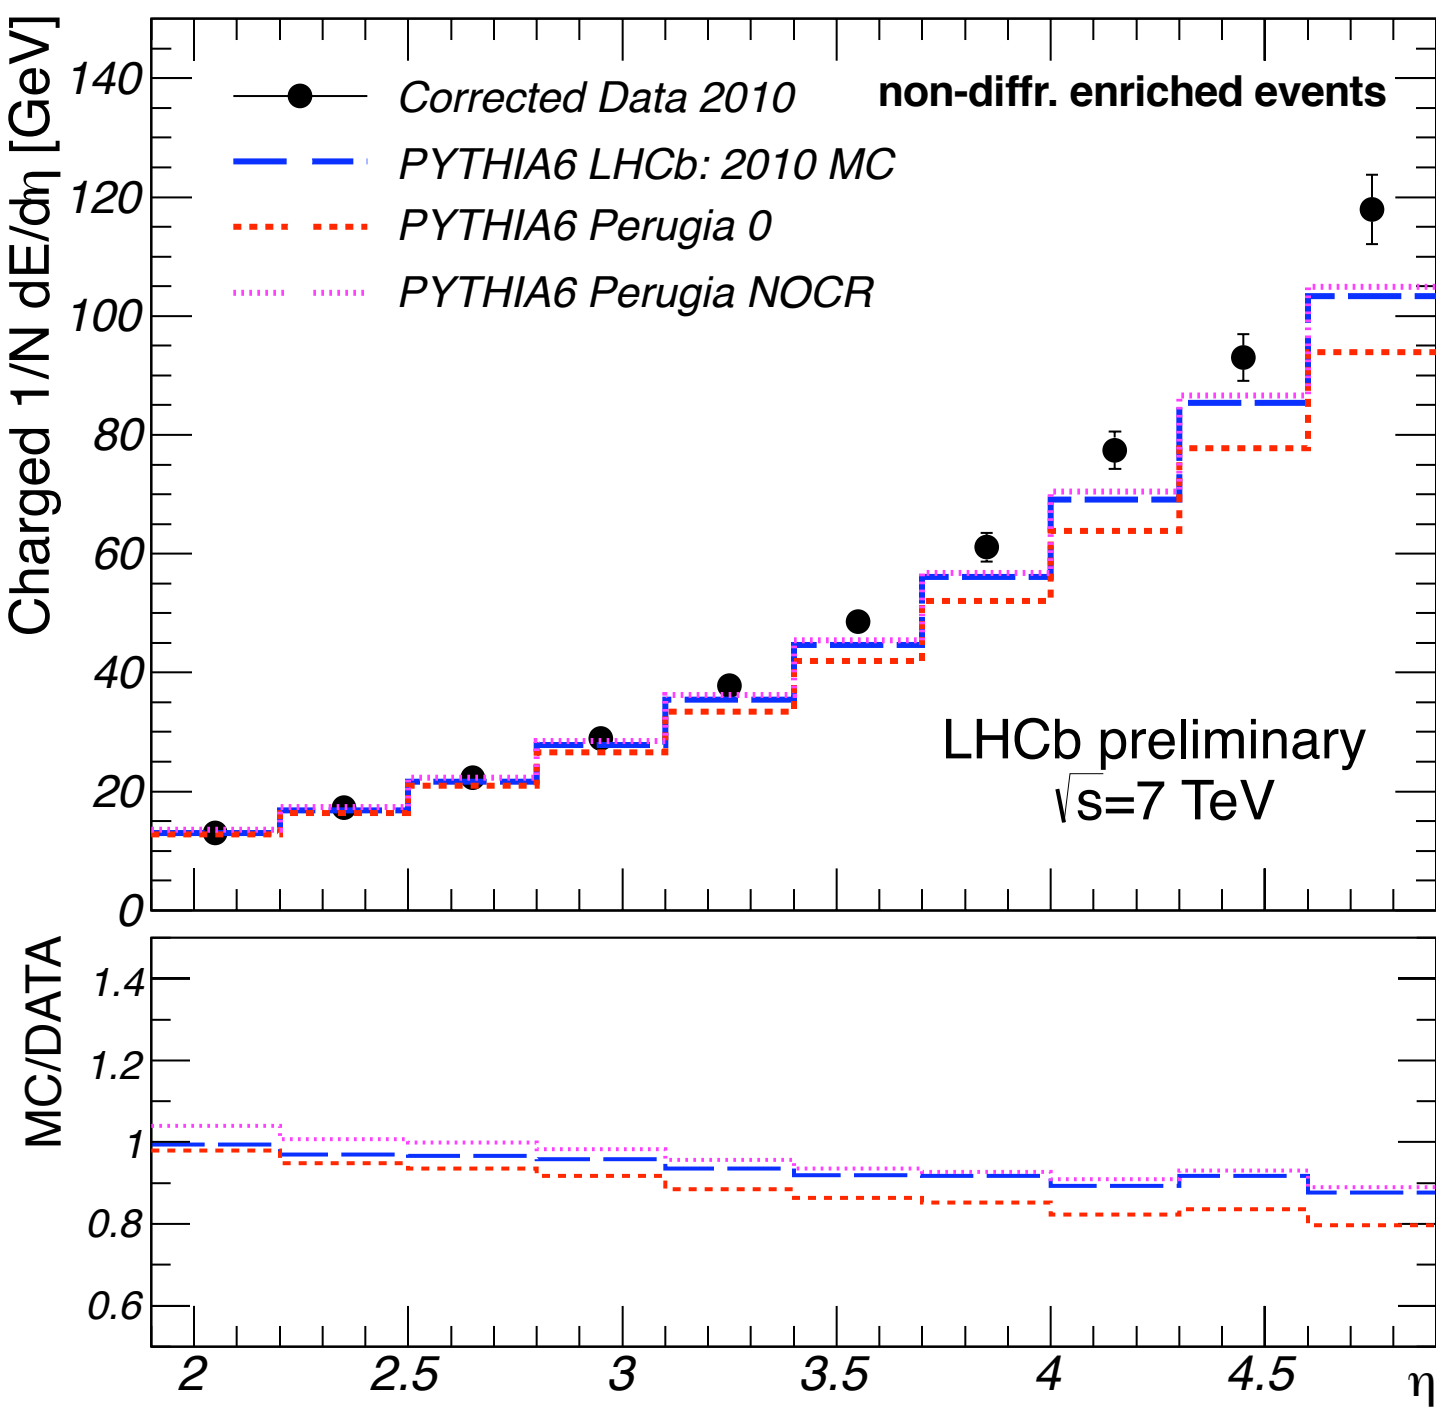 Charged 1/N dE/dη [GeV]
140
120
100
80
60
40
20
0
Corrected Data 2010
PYTHIA6 LHCb: 2010 MC
PYTHIA6 Perugia 0
PYTHIA6 Perugia NOCR
non-diffr. enriched events
LHCb preliminary
√s=7 TeV
MC/DATA
1.4
1.2
1
0.8
0.6
2 2.5 3 3.5 4 4.5 η